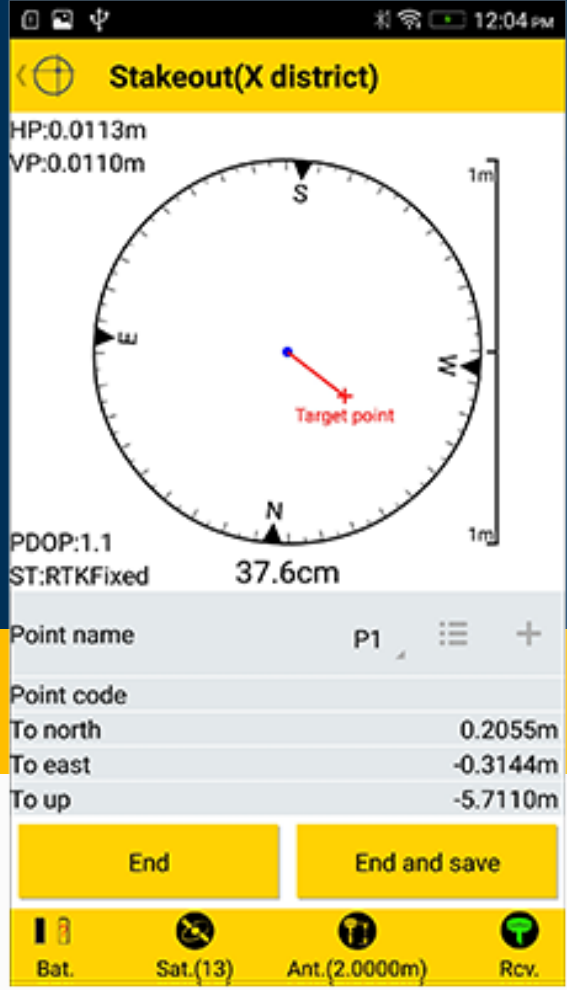 12:04 PM
Stakeout(X district)
HP:0.0113m
VP:0.0110m
1m
S
E
W
Target point
N
1m
PDOP:1.1
ST:RTKFixed
37.6cm
Point name P1
Point code
To north 0.2055m
To east -0.3144m
To up -5.7110m
End End and save
Bat. Sat.(13) Ant.(2.0000m) Rcv.